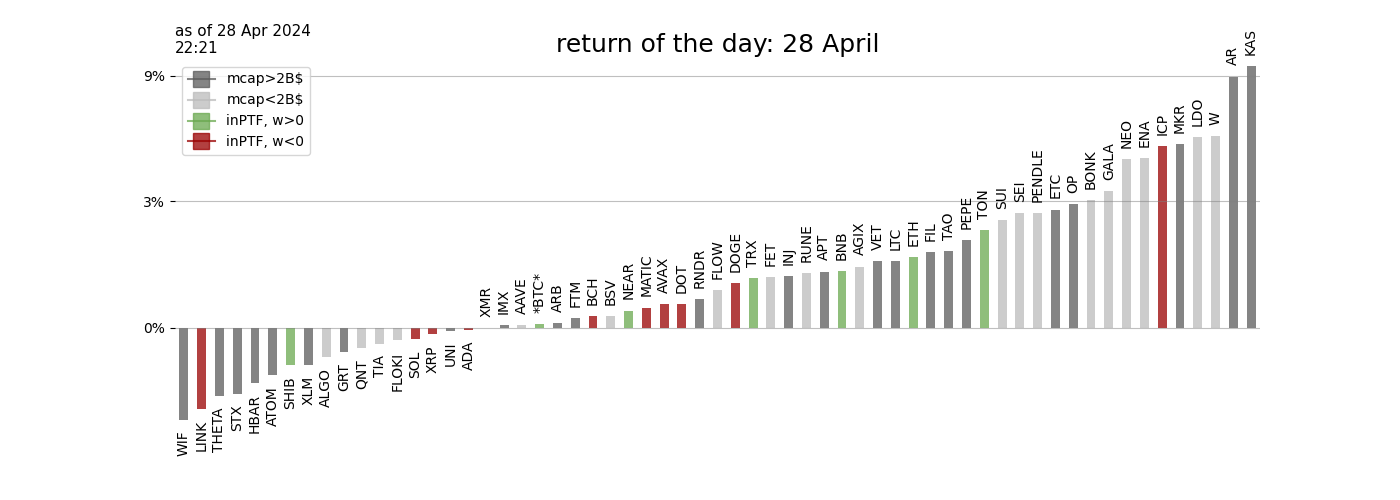 as of 28 Apr 2024
22:21
return of the day: 28 April
9%
3%
0%
mcap>2B$
mcap<2B$
inPTF, w>0
inPTF, w<0
WIF
LINK
THETA
STX
HBAR
ATOM
SHIB
XLM
ALGO
GRT
QNT
TIA
FLOKI
SOL
XRP
UNI
ADA
XMR
IMX
AAVE
*BTC*
ARB
FTM
BCH
BSV
NEAR
MATIC
AVAX
DOT
RNDR
FLOW
DOGE
TRX
FET
INJ
RUNE
APT
BNB
AGIX
VET
LTC
ETH
FIL
TAO
PEPE
TON
SUI
SEI
PENDLE
ETC
OP
BONK
GALA
NEO
ENA
ICP
MKR
LDO
W
AR
KAS